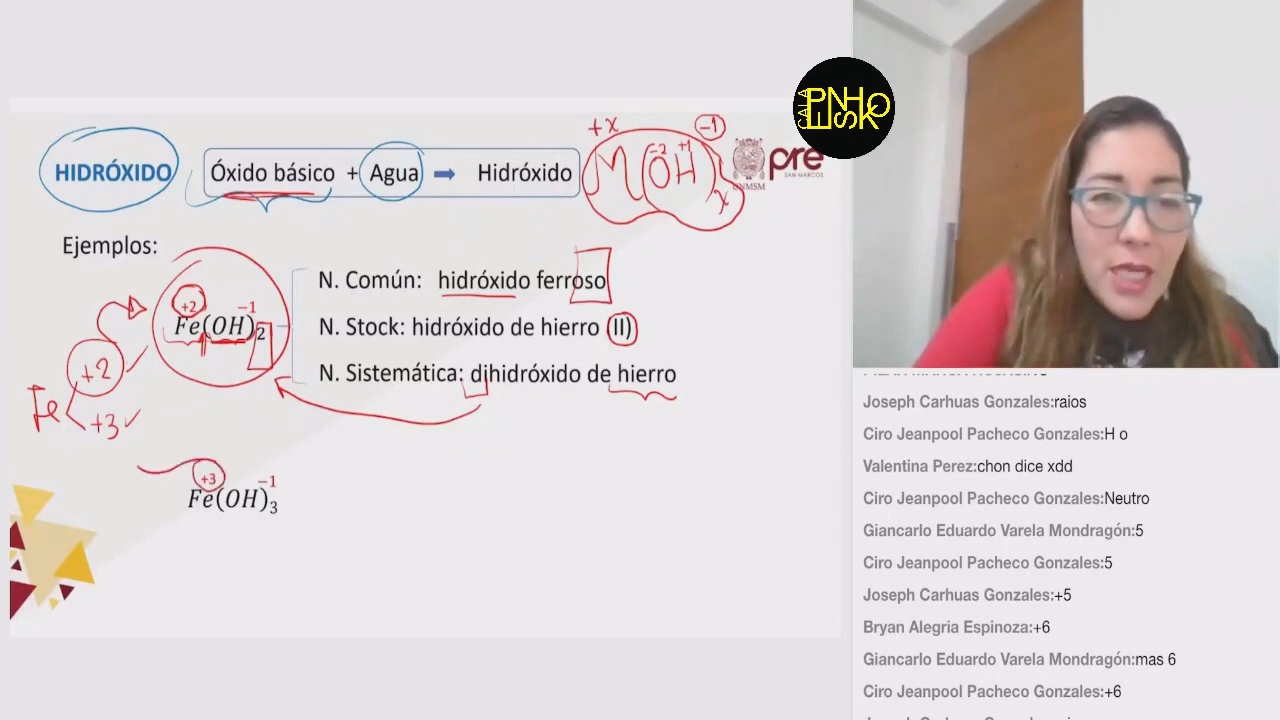 HIDRÓXIDO
Óxido básico + Agua ➡ Hidróxido
+x
-1
M(OH)x
-2 +1
UNMSM
pre
SAN MARCOS
CALA
PENHO
ESK
Ejemplos:
+2 -1
Fe(OH)2
N. Común: hidróxido ferroso
N. Stock: hidróxido de hierro (II)
N. Sistemática: dihidróxido de hierro
+2
Fe
+3 ✓
+3 -1
Fe(OH)3
Joseph Carhuas Gonzales:raios
Ciro Jeanpool Pacheco Gonzales:H o
Valentina Perez:chon dice xdd
Ciro Jeanpool Pacheco Gonzales:Neutro
Giancarlo Eduardo Varela Mondragón:5
Ciro Jeanpool Pacheco Gonzales:5
Joseph Carhuas Gonzales:+5
Bryan Alegria Espinoza:+6
Giancarlo Eduardo Varela Mondragón:mas 6
Ciro Jeanpool Pacheco Gonzales:+6